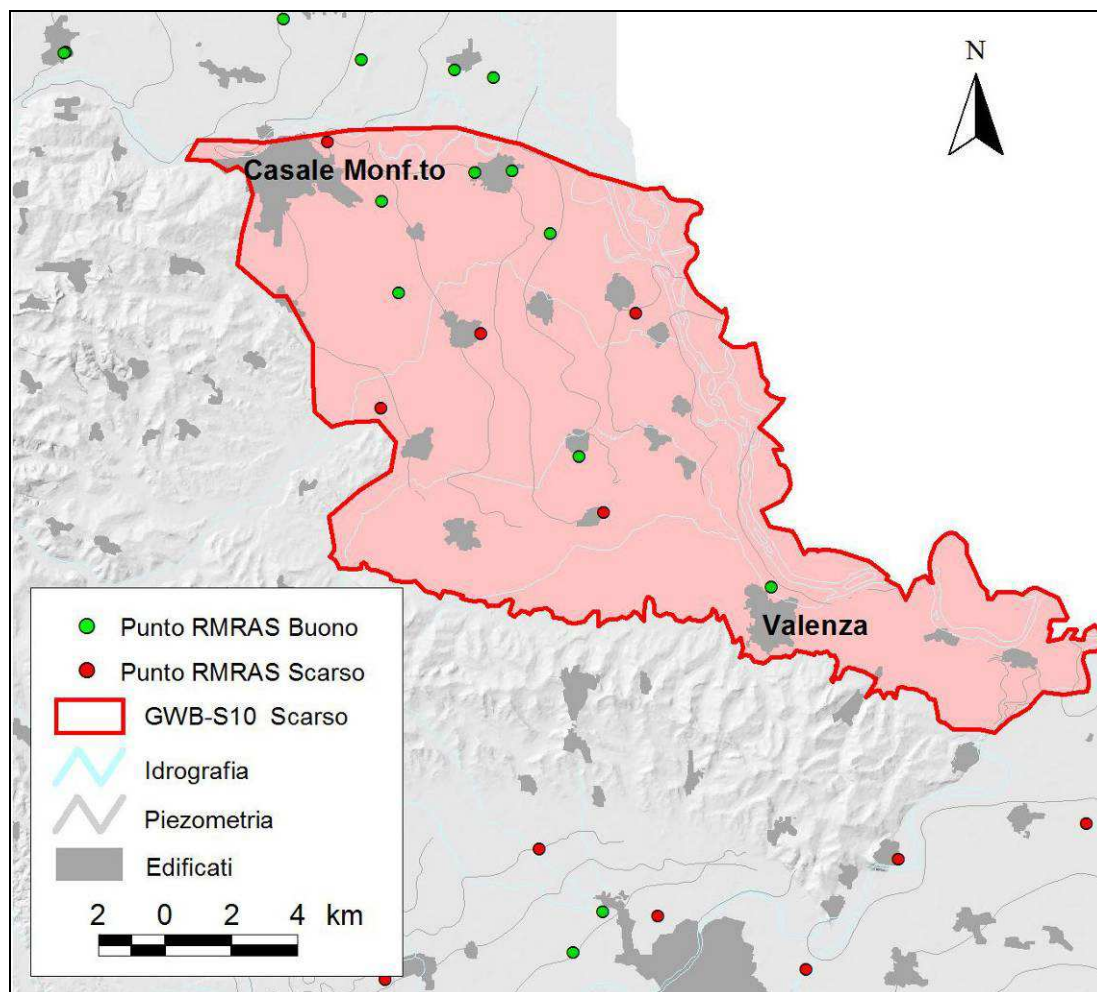 N
Casale Monf.to
Valenza
Punto RMRAS Buono
Punto RMRAS Scarso
GWB-S10 Scarso
Idrografia
Piezometria
Edificati
2 0 2 4 km